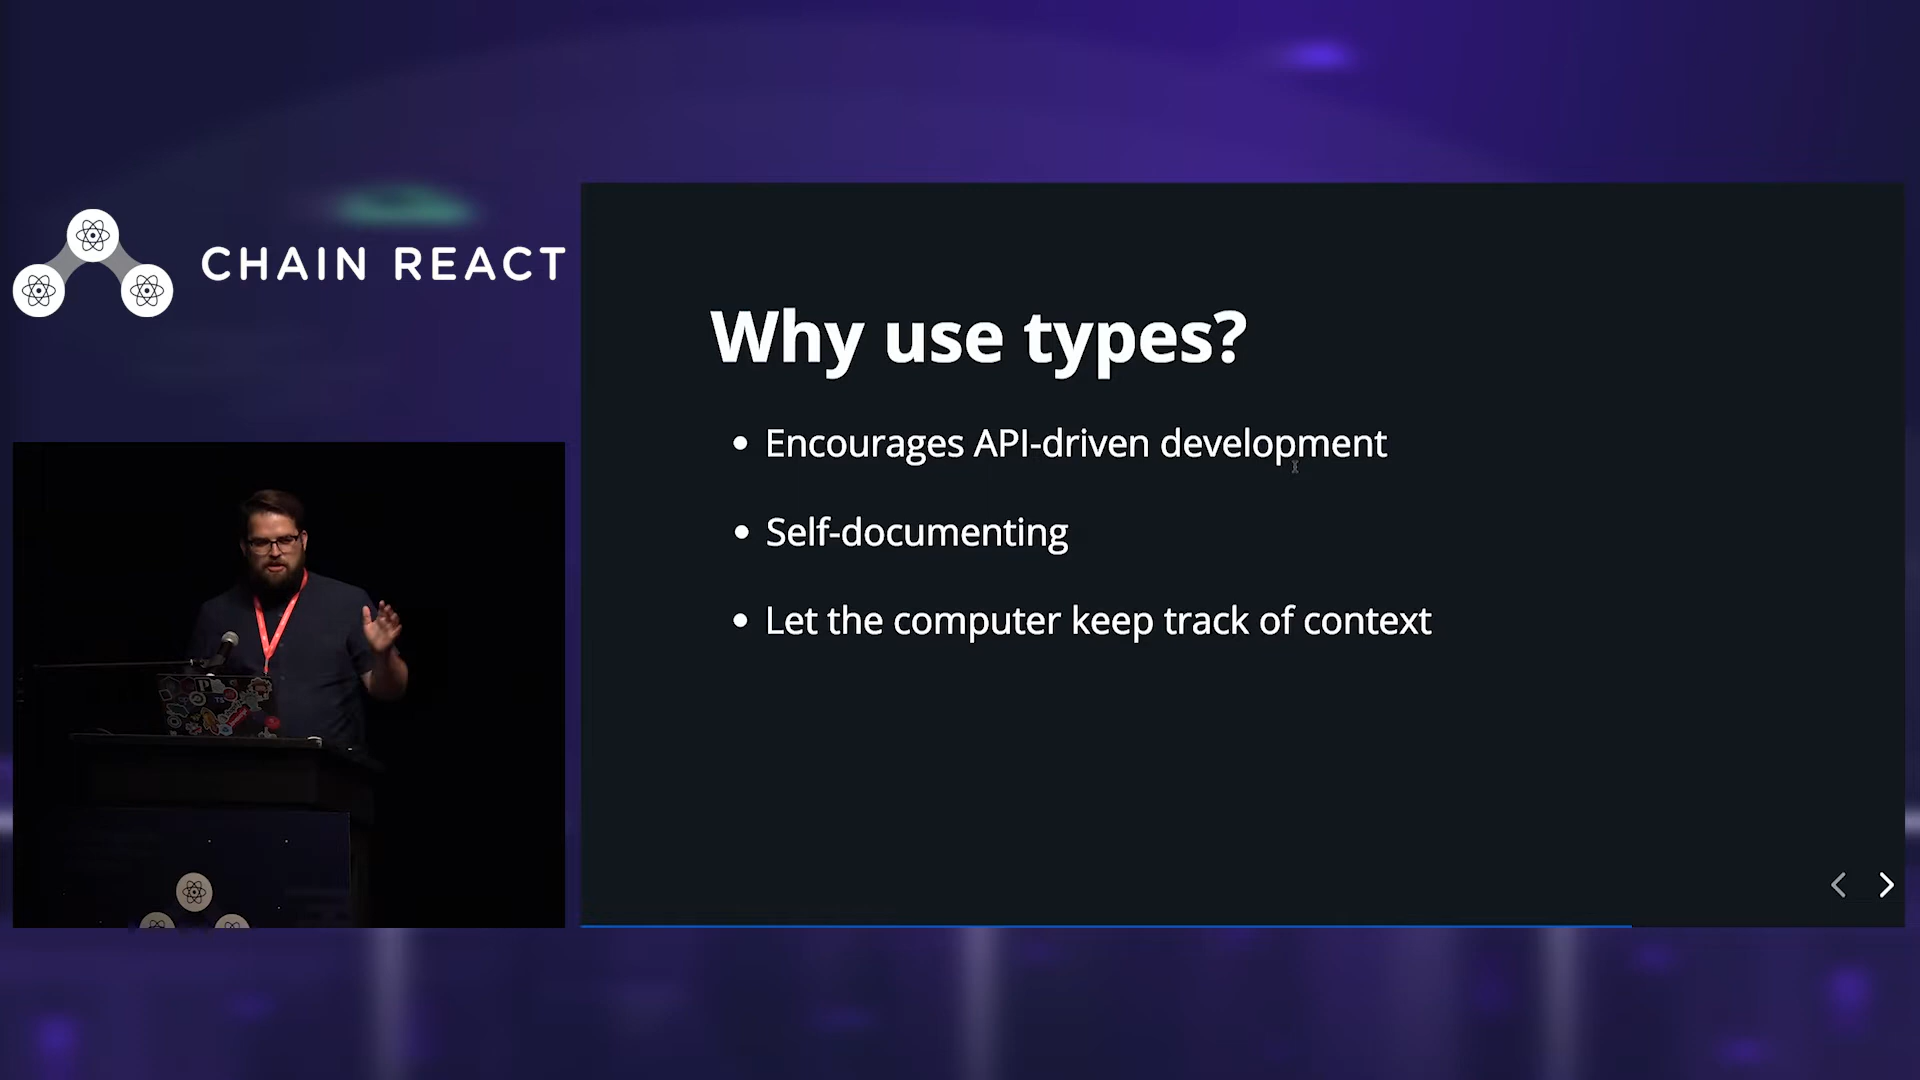 CHAIN REACT
Why use types?
• Encourages API-driven development
• Self-documenting
• Let the computer keep track of context